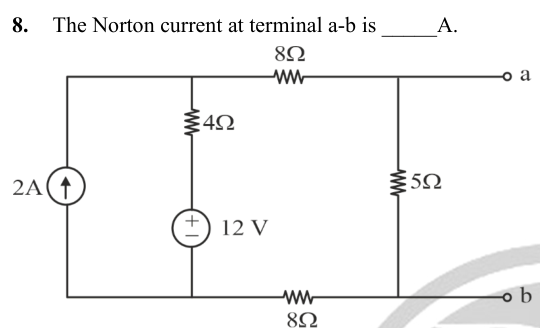 8. The Norton current at terminal a-b is _____A.
8Ω
a
4Ω
2A
5Ω
+
12 V
b
8Ω